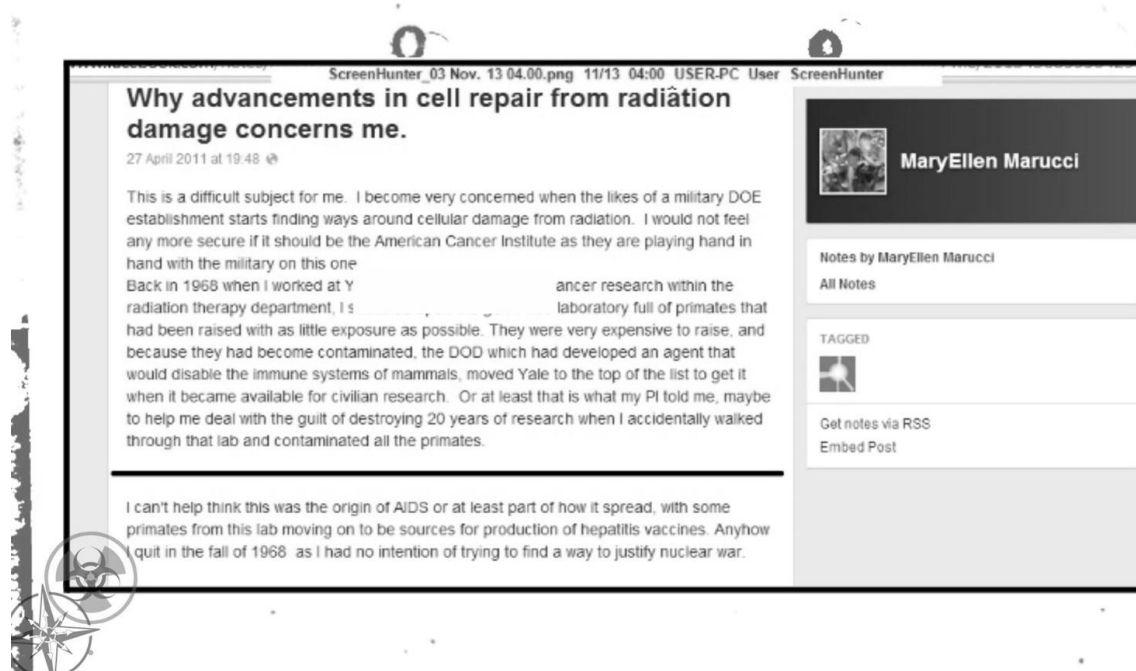 ScreenHunter_03 Nov. 13 04.00.png 11/13 04:00 USER-PC User ScreenHunter
Why advancements in cell repair from radiation
damage concerns me.
27 April 2011 at 19:48
This is a difficult subject for me. I become very concerned when the likes of a military DOE
establishment starts finding ways around cellular damage from radiation. I would not feel
any more secure if it should be the American Cancer Institute as they are playing hand in
hand with the military on this one
Back in 1968 when I worked at Y ancer research within the
radiation therapy department, I s laboratory full of primates that
had been raised with as little exposure as possible. They were very expensive to raise, and
because they had become contaminated, the DOD which had developed an agent that
would disable the immune systems of mammals, moved Yale to the top of the list to get it
when it became available for civilian research. Or at least that is what my PI told me, maybe
to help me deal with the guilt of destroying 20 years of research when I accidentally walked
through that lab and contaminated all the primates.
I can't help think this was the origin of AIDS or at least part of how it spread, with some
primates from this lab moving on to be sources for production of hepatitis vaccines. Anyhow
I quit in the fall of 1968 as I had no intention of trying to find a way to justify nuclear war.
MaryEllen Marucci
Notes by MaryEllen Marucci
All Notes
TAGGED
Get notes via RSS
Embed Post